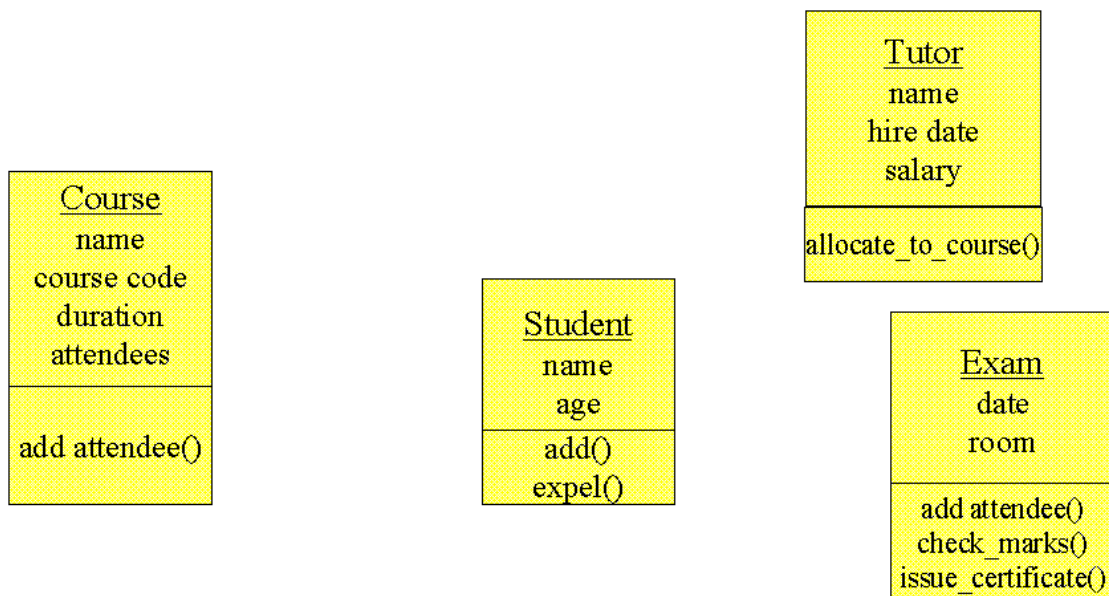 Course
name
course code
duration
attendees
add attendee()
Student
name
age
add()
expel()
Tutor
name
hire date
salary
allocate_to_course()
Exam
date
room
add attendee()
check_marks()
issue_certificate()